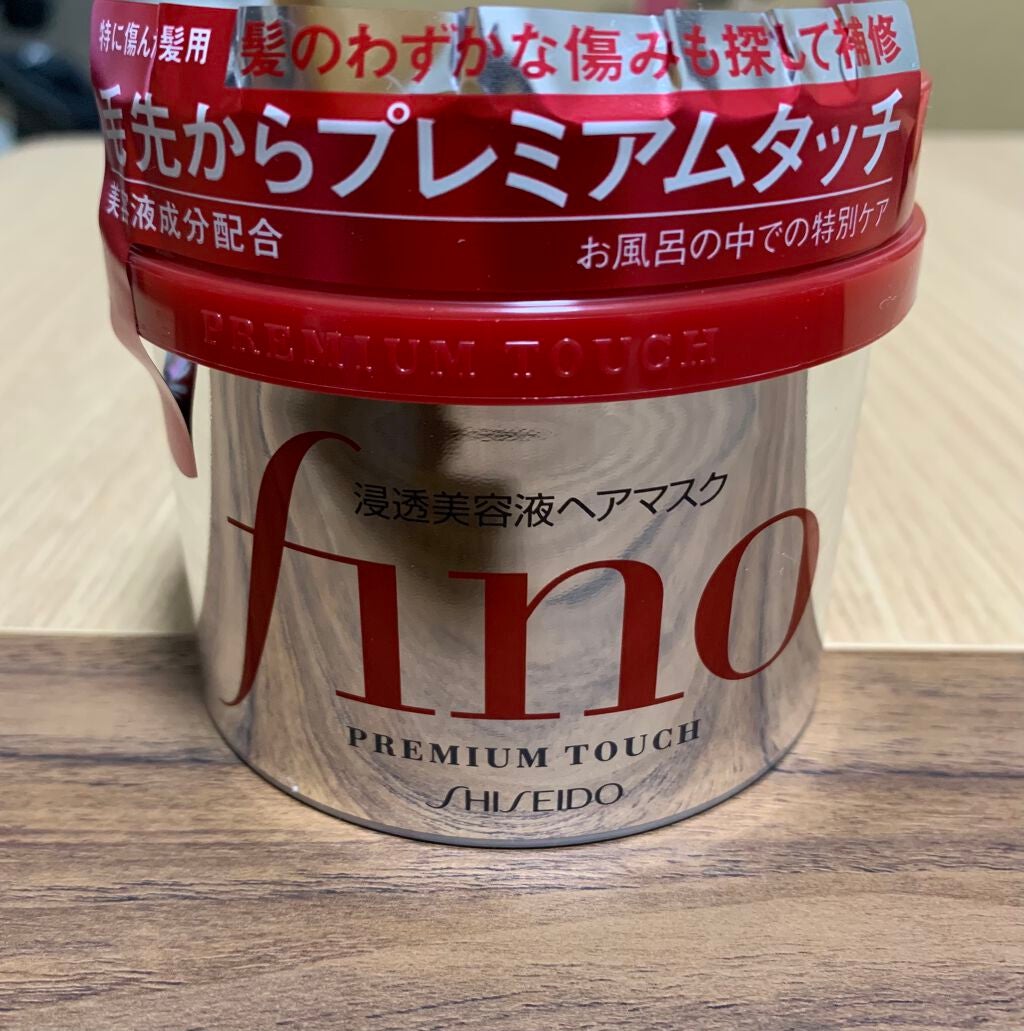 特に傷んだ髪用
髪のわずかな傷みも探して補修
毛先からプレミアムタッチ
美容液成分配合
お風呂の中での特別ケア
PREMIUM TOUCH
浸透美容液ヘアマスク
fino
PREMIUM TOUCH
SHISEIDO